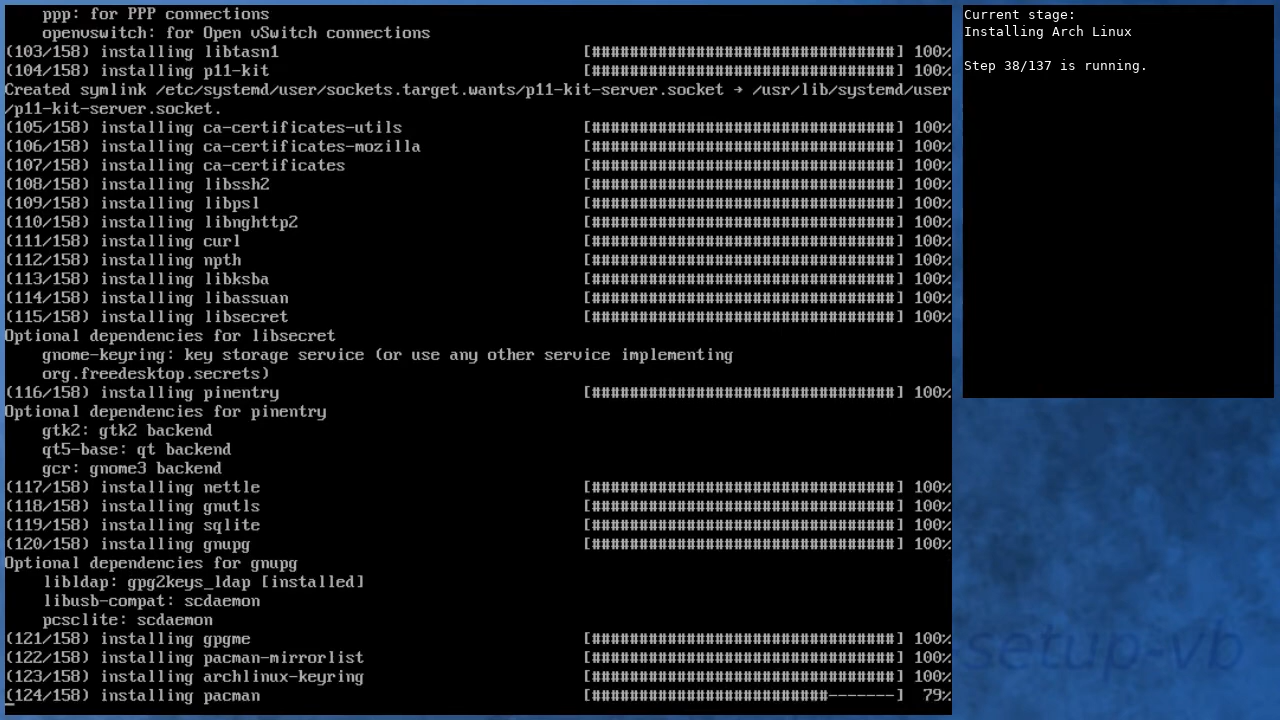 ppp: for PPP connections
    openvswitch: for Open vSwitch connections
(103/158) installing libtasn1 [################################] 100%
(104/158) installing p11-kit [################################] 100%
Created symlink /etc/systemd/user/sockets.target.wants/p11-kit-server.socket → /usr/lib/systemd/user
/p11-kit-server.socket.
(105/158) installing ca-certificates-utils [################################] 100%
(106/158) installing ca-certificates-mozilla [################################] 100%
(107/158) installing ca-certificates [################################] 100%
(108/158) installing libssh2 [################################] 100%
(109/158) installing libpsl [################################] 100%
(110/158) installing libnghttp2 [################################] 100%
(111/158) installing curl [################################] 100%
(112/158) installing npth [################################] 100%
(113/158) installing libksba [################################] 100%
(114/158) installing libassuan [################################] 100%
(115/158) installing libsecret [################################] 100%
Optional dependencies for libsecret
    gnome-keyring: key storage service (or use any other service implementing
    org.freedesktop.secrets)
(116/158) installing pinentry [################################] 100%
Optional dependencies for pinentry
    gtk2: gtk2 backend
    qt5-base: qt backend
    gcr: gnome3 backend
(117/158) installing nettle [################################] 100%
(118/158) installing gnutls [################################] 100%
(119/158) installing sqlite [################################] 100%
(120/158) installing gnupg [################################] 100%
Optional dependencies for gnupg
    libldap: gpg2keys_ldap [installed]
    libusb-compat: scdaemon
    pcsclite: scdaemon
(121/158) installing gpgme [################################] 100%
(122/158) installing pacman-mirrorlist [################################] 100%
(123/158) installing archlinux-keyring [################################] 100%
(124/158) installing pacman [#########################-------] 79%
Current stage:
Installing Arch Linux
Step 38/137 is running.
setup-vb